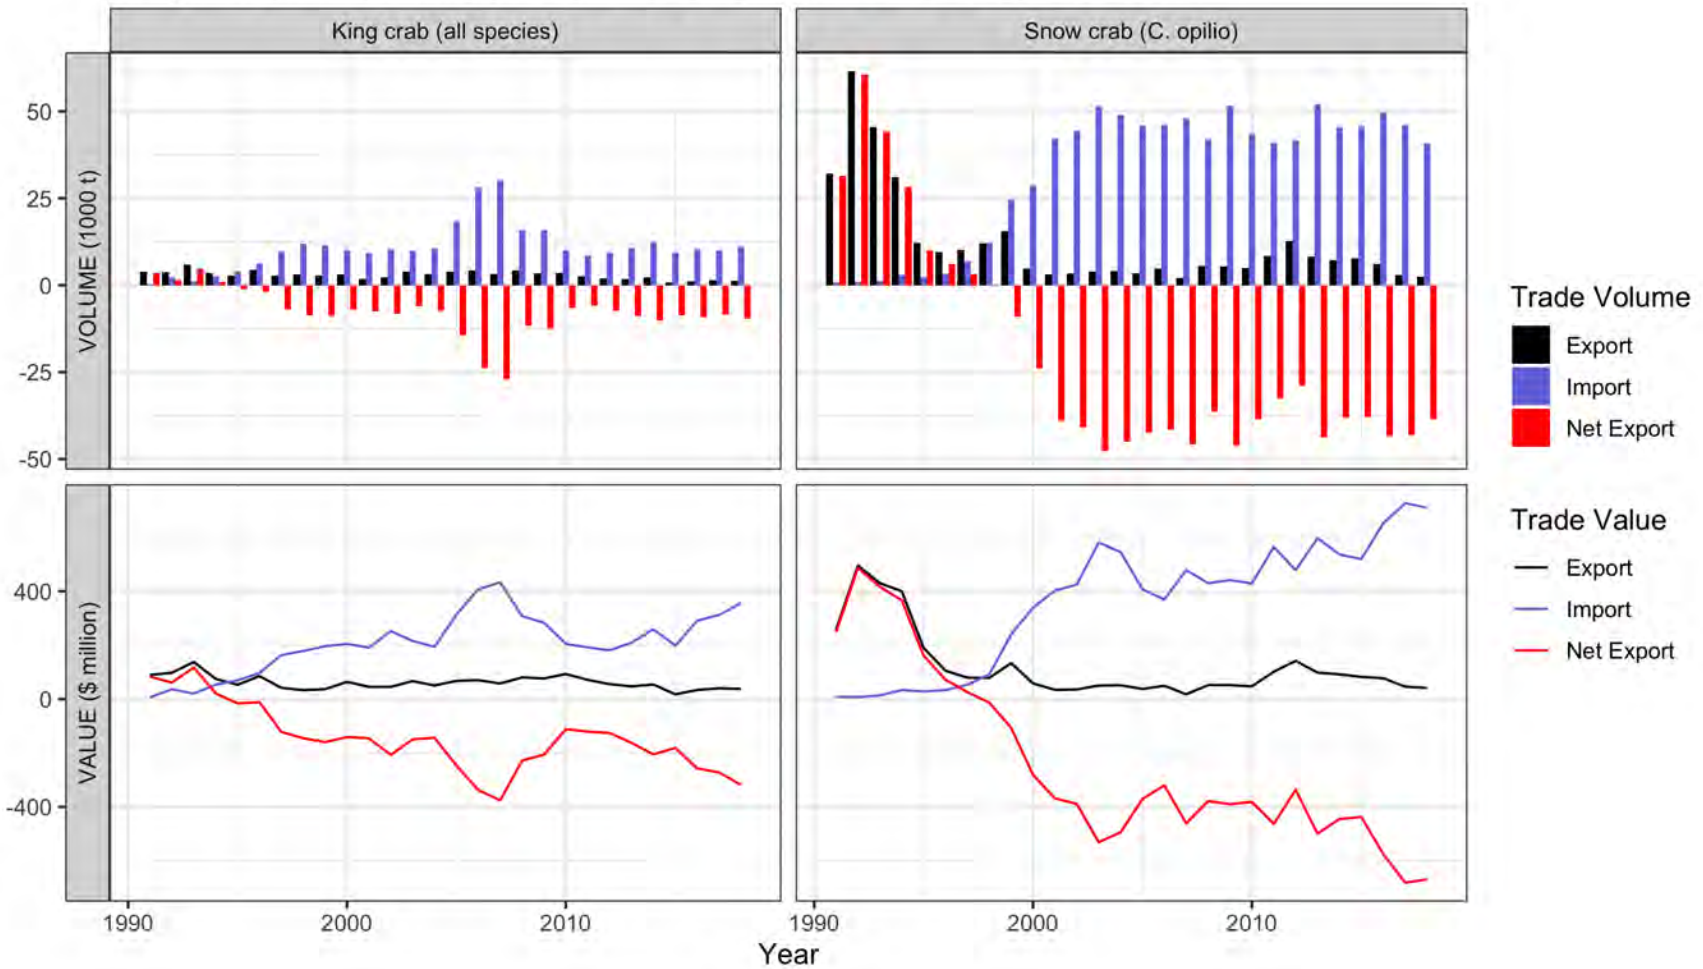 King crab (all species)
Snow crab (C. opilio)
VOLUME (1000 t)
50
25
0
-25
-50
VALUE ($ million)
400
0
-400
1990
2000
2010
1990
2000
2010
Year
Trade Volume
Export
Import
Net Export
Trade Value
Export
Import
Net Export